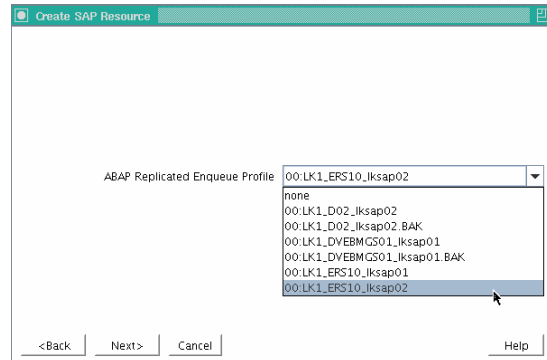 Create SAP Resource
ABAP Replicated Enqueue Profile 00:LK1_ERS10_lksap02
none
00:LK1_D02_lksap02
00:LK1_D02_lksap02.BAK
00:LK1_DVEBMGS01_lksap01
00:LK1_DVEBMGS01_lksap01.BAK
00:LK1_ERS10_lksap01
00:LK1_ERS10_lksap02
<Back Next> Cancel Help